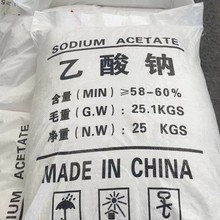 SODIUM ACETATE
乙酸钠
含量(MIN) ≥58-60%
毛重(G.W): 25.1KGS
净重(N.W): 25 KGS
MADE IN CHINA
ACETATE